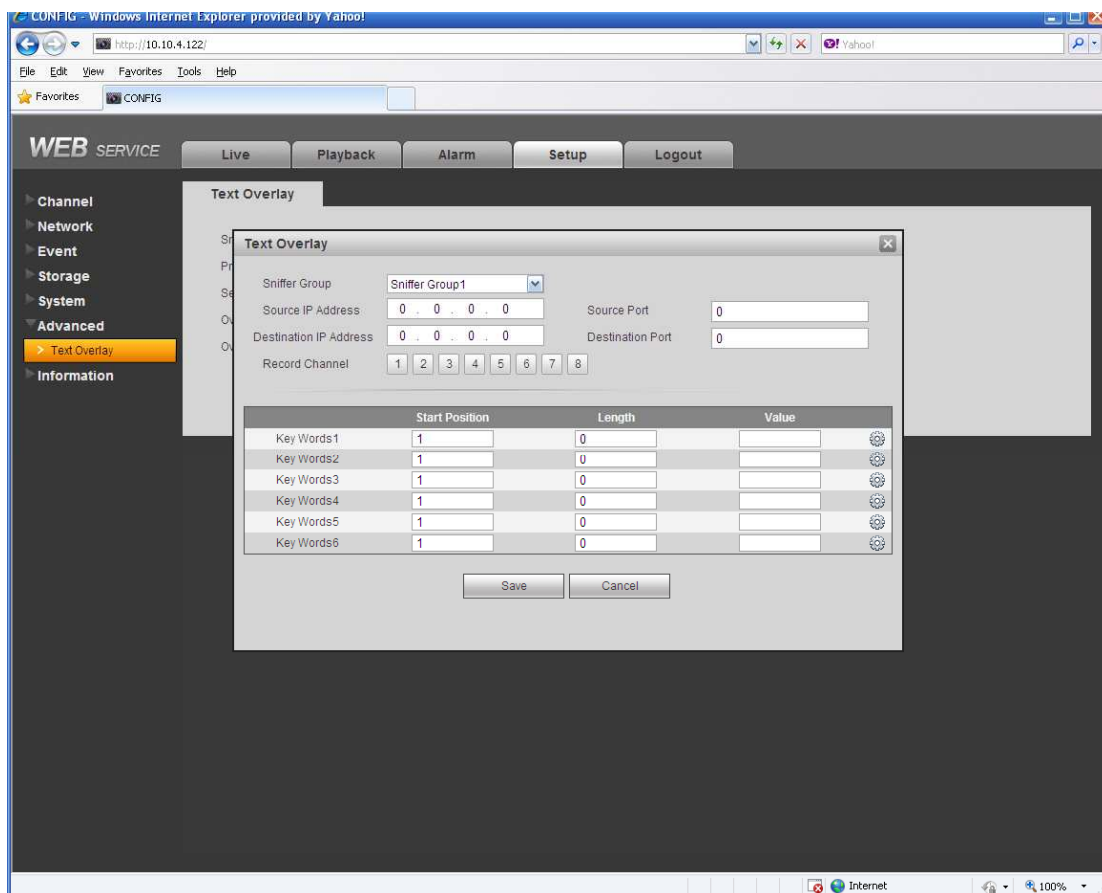 CONFIG - Windows Internet Explorer provided by Yahoo!
http://10.10.4.122/
Yahoo!
File Edit View Favorites Tools Help
Favorites CONFIG
WEB SERVICE
Live Playback Alarm Setup Logout
Channel
Network
Event
Storage
System
Advanced
> Text Overlay
Information
Text Overlay
Text Overlay
Sniffer Group Sniffer Group1
Source IP Address 0 . 0 . 0 . 0 Source Port 0
Destination IP Address 0 . 0 . 0 . 0 Destination Port 0
Record Channel 1 2 3 4 5 6 7 8
Start Position Length Value
Key Words1 1 0
Key Words2 1 0
Key Words3 1 0
Key Words4 1 0
Key Words5 1 0
Key Words6 1 0
Save Cancel
Internet 100%